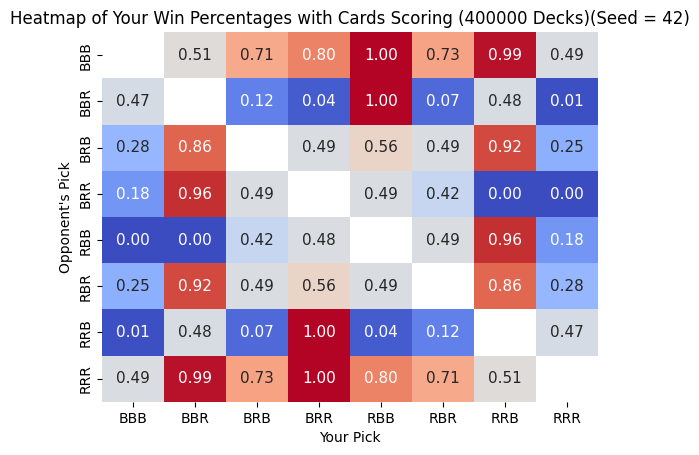 Heatmap of Your Win Percentages with Cards Scoring (400000 Decks)(Seed = 42)
Opponent's Pick
BBB 0.51 0.71 0.80 1.00 0.73 0.99 0.49
BBR 0.47 0.12 0.04 1.00 0.07 0.48 0.01
BRB 0.28 0.86 0.49 0.56 0.49 0.92 0.25
BRR 0.18 0.96 0.49 0.49 0.42 0.00 0.00
RBB 0.00 0.00 0.42 0.48 0.49 0.96 0.18
RBR 0.25 0.92 0.49 0.56 0.49 0.86 0.28
RRB 0.01 0.48 0.07 1.00 0.04 0.12 0.47
RRR 0.49 0.99 0.73 1.00 0.80 0.71 0.51
BBB BBR BRB BRR RBB RBR RRB RRR
Your Pick